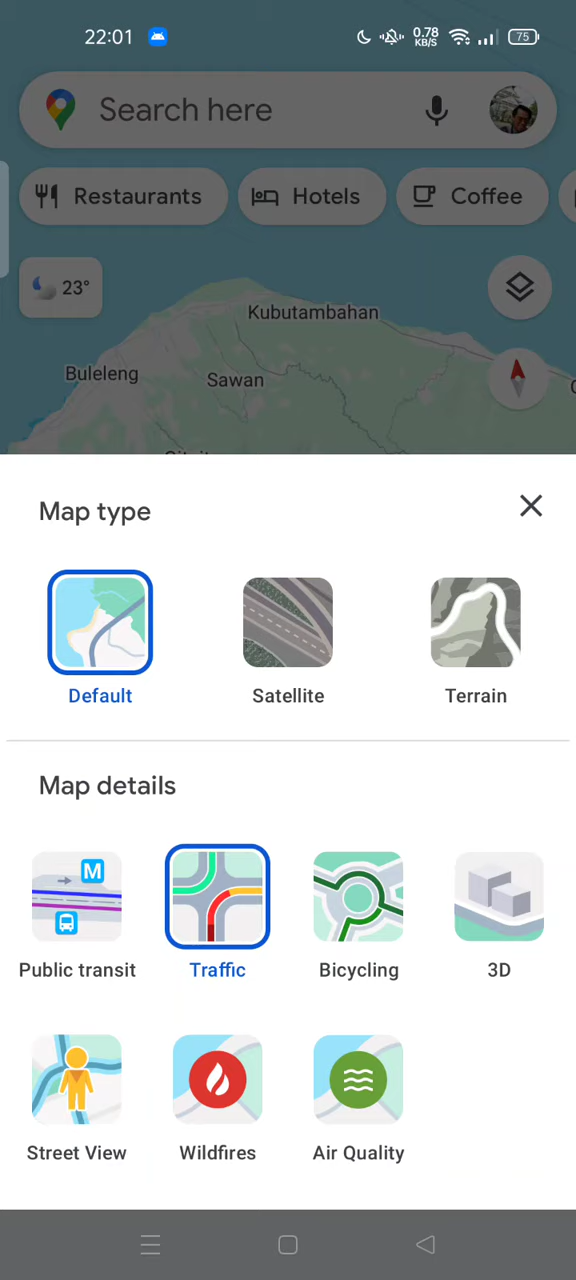 22:01
0.78
KB/S
75
Search here
Restaurants
Hotels
Coffee
23°
Kubutambahan
Buleleng
Sawan
Map type
Default
Satellite
Terrain
Map details
M
Public transit
Traffic
Bicycling
3D
Street View
Wildfires
Air Quality